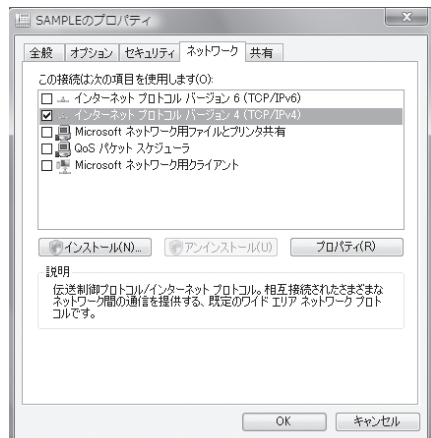 SAMPLEのプロパティ
全般 オプション セキュリティ ネットワーク 共有
この接続は次の項目を使用します(O):
インターネット プロトコル バージョン 6 (TCP/IPv6)
インターネット プロトコル バージョン 4 (TCP/IPv4)
Microsoft ネットワーク用ファイルとプリンタ共有
QoS パケット スケジューラ
Microsoft ネットワーク用クライアント
インストール(N)... アンインストール(U) プロパティ(R)
説明
伝送制御プロトコル/インターネット プロトコル。相互接続されたさまざまな
ネットワーク間の通信を提供する、既定のワイド エリア ネットワーク プロト
コルです。
OK キャンセル